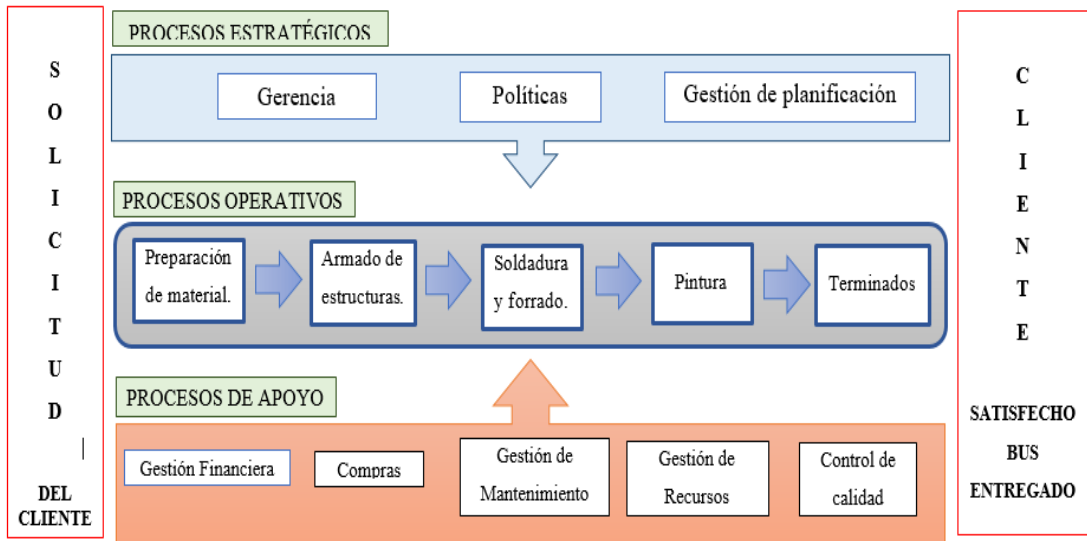 S
O
L
I
C
I
T
U
D
DEL
CLIENTE
PROCESOS ESTRATÉGICOS
Gerencia
Políticas
Gestión de planificación
PROCESOS OPERATIVOS
Preparación
de material.
Armado de
estructuras.
Soldadura
y forrado.
Pintura
Terminados
PROCESOS DE APOYO
Gestión Financiera
Compras
Gestión de
Mantenimiento
Gestión de
Recursos
Control de
calidad
C
L
I
E
N
T
E
SATISFECHO
BUS
ENTREGADO